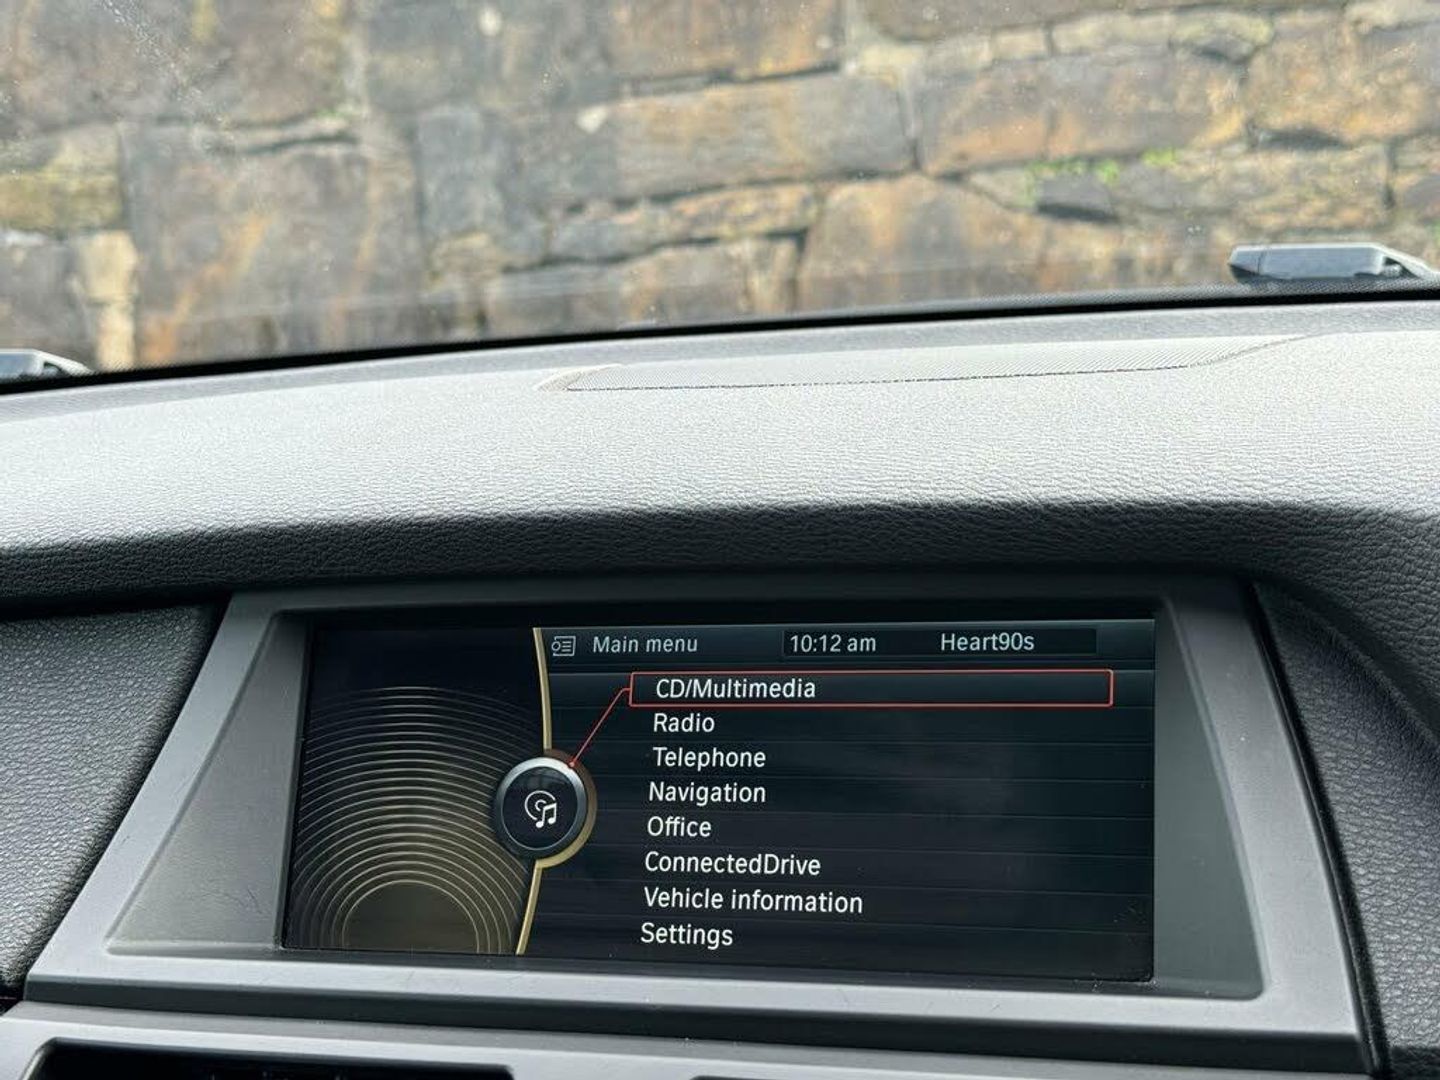 Main menu 10:12 am Heart90s
CD/Multimedia
Radio
Telephone
Navigation
Office
ConnectedDrive
Vehicle information
Settings